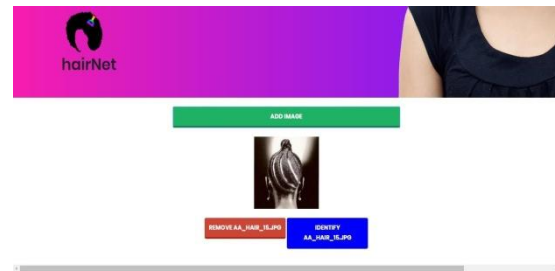 hairNet
ADD IMAGE
REMOVE AA_HAIR_15.JPG
IDENTIFY
AA_HAIR_15.JPG